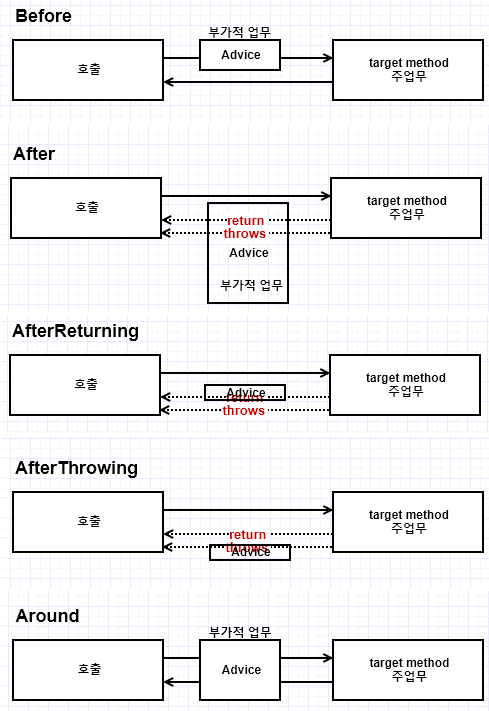 Before
부가적 업무
호출
Advice
target method
주업무
After
호출
target method
주업무
return
throws
Advice
부가적 업무
AfterReturning
호출
target method
주업무
Advice
return
throws
AfterThrowing
호출
target method
주업무
return
throws
Advice
Around
부가적 업무
호출
Advice
target method
주업무